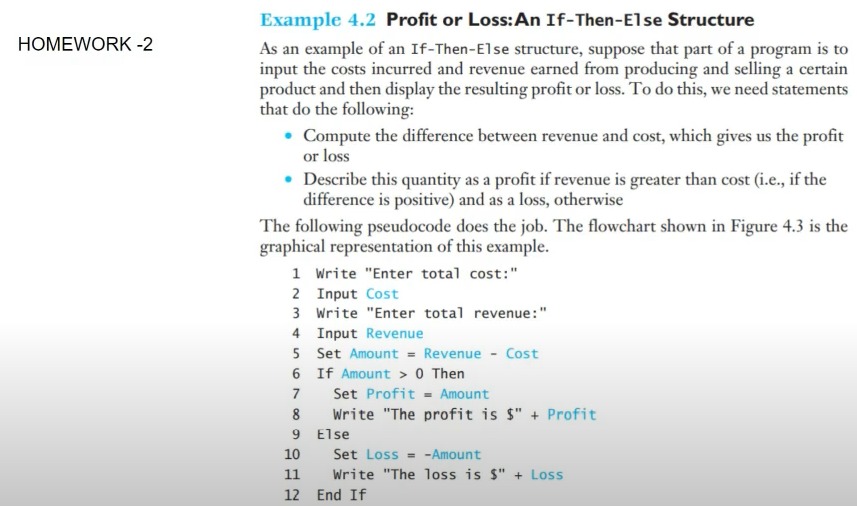 HOMEWORK -2
Example 4.2 Profit or Loss:An If-Then-Else Structure
As an example of an If-Then-Else structure, suppose that part of a program is to
input the costs incurred and revenue earned from producing and selling a certain
product and then display the resulting profit or loss. To do this, we need statements
that do the following:
• Compute the difference between revenue and cost, which gives us the profit
or loss
• Describe this quantity as a profit if revenue is greater than cost (i.e., if the
difference is positive) and as a loss, otherwise
The following pseudocode does the job. The flowchart shown in Figure 4.3 is the
graphical representation of this example.
1 Write "Enter total cost:"
2 Input Cost
3 Write "Enter total revenue:"
4 Input Revenue
5 Set Amount = Revenue - Cost
6 If Amount > 0 Then
7 Set Profit = Amount
8 Write "The profit is $" + Profit
9 Else
10 Set Loss = -Amount
11 Write "The loss is $" + Loss
12 End If